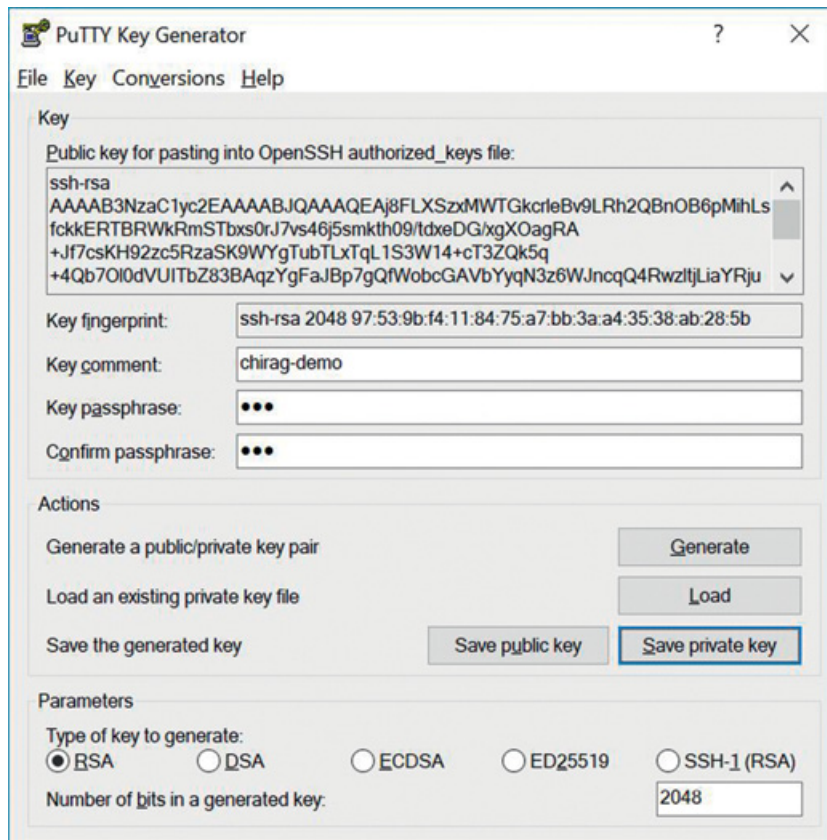 PuTTY Key Generator ? ×
File Key Conversions Help
Key
Public key for pasting into OpenSSH authorized_keys file:
ssh-rsa
AAAAB3NzaC1yc2EAAAABJQAAAQEAj8FLXSzxMWTGkcrleBv9LRh2QBnOB6pMihLs
fckkERTBRWkRmSTbxs0rJ7vs46j5smkth09/tdxeDG/xgXOagRA
+Jf7csKH92zc5RzaSK9WYgTubTLxTqL1S3W14+cT3ZQk5q
+4Qb7Ol0dVUITbZ83BAqzYgFaJBp7gQfWobcGAVbYyqN3z6WJncqQ4RwzltjLiaYRju
Key fingerprint: ssh-rsa 2048 97:53:9b:f4:11:84:75:a7:bb:3a:a4:35:38:ab:28:5b
Key comment: chirag-demo
Key passphrase: •••
Confirm passphrase: •••
Actions
Generate a public/private key pair Generate
Load an existing private key file Load
Save the generated key Save public key Save private key
Parameters
Type of key to generate:
RSA DSA ECDSA ED25519 SSH-1 (RSA)
Number of bits in a generated key: 2048